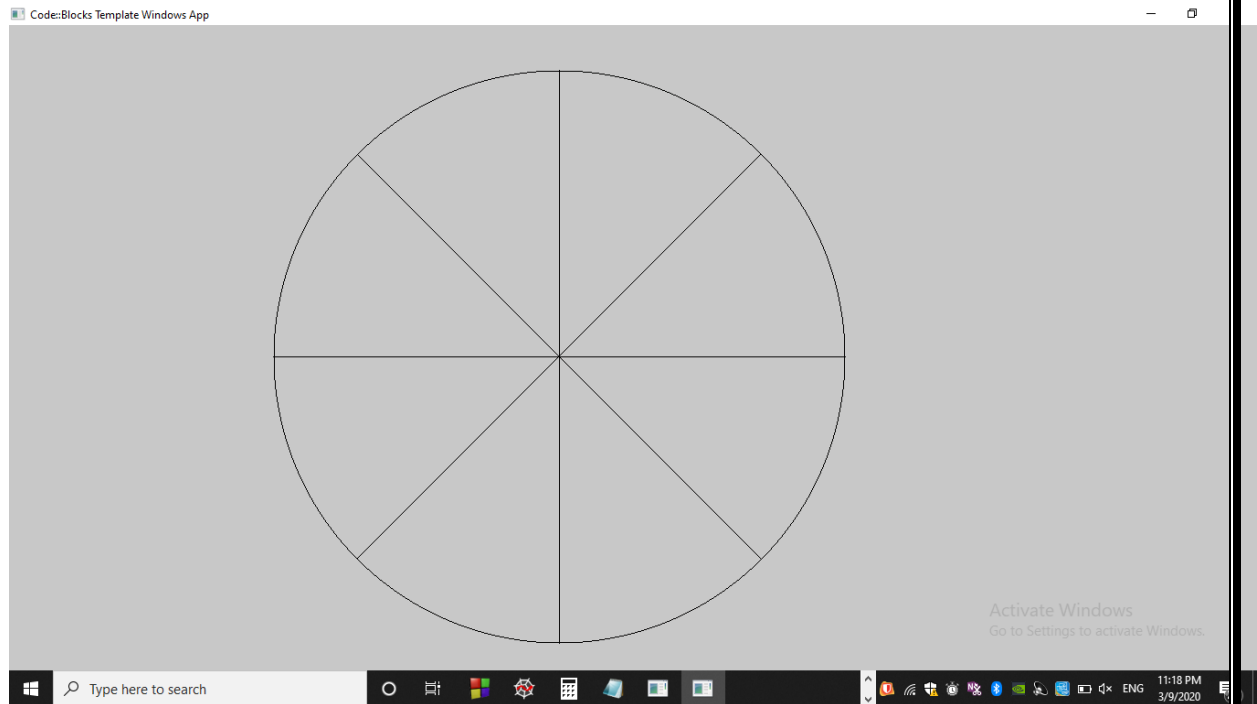 Code::Blocks Template Windows App
Activate Windows
Go to Settings to activate Windows.
Type here to search
ENG
11:18 PM
3/9/2020